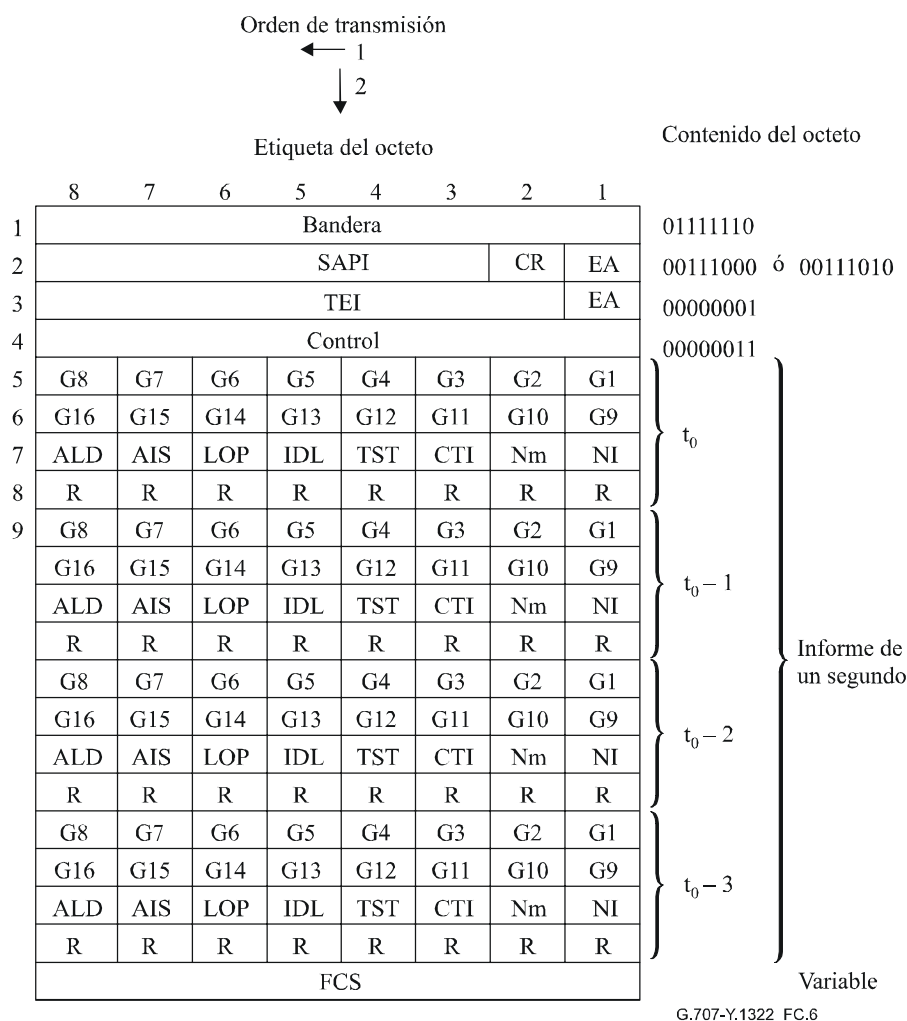 Orden de transmisión
1
2
Etiqueta del octeto
Contenido del octeto
8 7 6 5 4 3 2 1
1 Bandera 01111110
2 SAPI CR EA 00111000 ó 00111010
3 TEI EA 00000001
4 Control 00000011
5 G8 G7 G6 G5 G4 G3 G2 G1
6 G16 G15 G14 G13 G12 G11 G10 G9
t0
7 ALD AIS LOP IDL TST CTI Nm NI
8 R R R R R R R R
9 G8 G7 G6 G5 G4 G3 G2 G1
G16 G15 G14 G13 G12 G11 G10 G9
t0 – 1
ALD AIS LOP IDL TST CTI Nm NI
R R R R R R R R
Informe de
un segundo
G8 G7 G6 G5 G4 G3 G2 G1
G16 G15 G14 G13 G12 G11 G10 G9
t0 – 2
ALD AIS LOP IDL TST CTI Nm NI
R R R R R R R R
G8 G7 G6 G5 G4 G3 G2 G1
G16 G15 G14 G13 G12 G11 G10 G9
t0 – 3
ALD AIS LOP IDL TST CTI Nm NI
R R R R R R R R
FCS Variable
G.707-Y.1322_FC.6